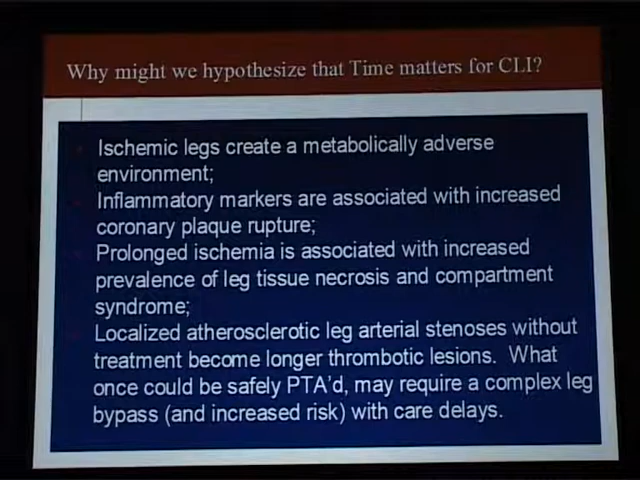 Why might we hypothesize that Time matters for CLI?
Ischemic legs create a metabolically adverse
environment;
Inflammatory markers are associated with increased
coronary plaque rupture;
Prolonged ischemia is associated with increased
prevalence of leg tissue necrosis and compartment
syndrome;
Localized atherosclerotic leg arterial stenoses without
treatment become longer thrombotic lesions. What
once could be safely PTA'd, may require a complex leg
bypass (and increased risk) with care delays.